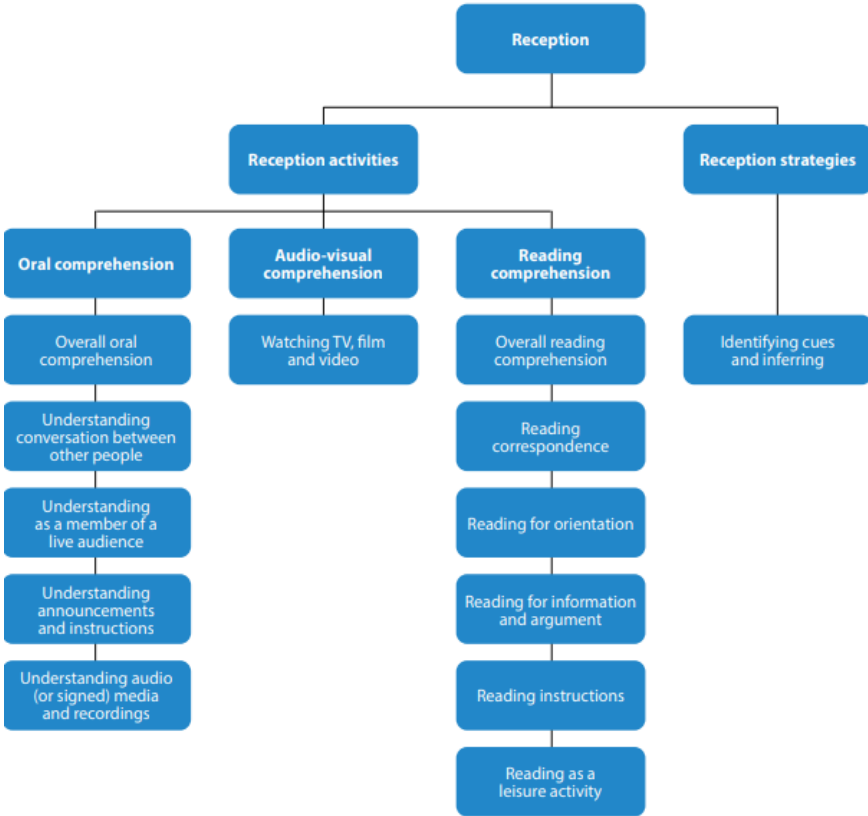 Reception
Reception activities
Reception strategies
Oral comprehension
Audio-visual
comprehension
Reading
comprehension
Overall oral
comprehension
Watching TV, film
and video
Overall reading
comprehension
Identifying cues
and inferring
Understanding
conversation between
other people
Reading
correspondence
Understanding
as a member of a
live audience
Reading for orientation
Understanding
announcements
and instructions
Reading for information
and argument
Understanding audio
(or signed) media
and recordings
Reading instructions
Reading as a
leisure activity